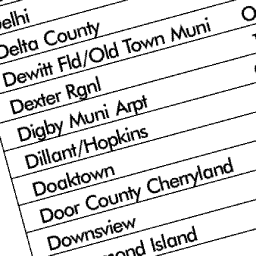 Delta County
Dewitt Fld/Old Town Muni
Dexter Rgnl
Digby Muni Arpt
Dillant/Hopkins
Doaktown
Door County Cherryland
Downsview
Island